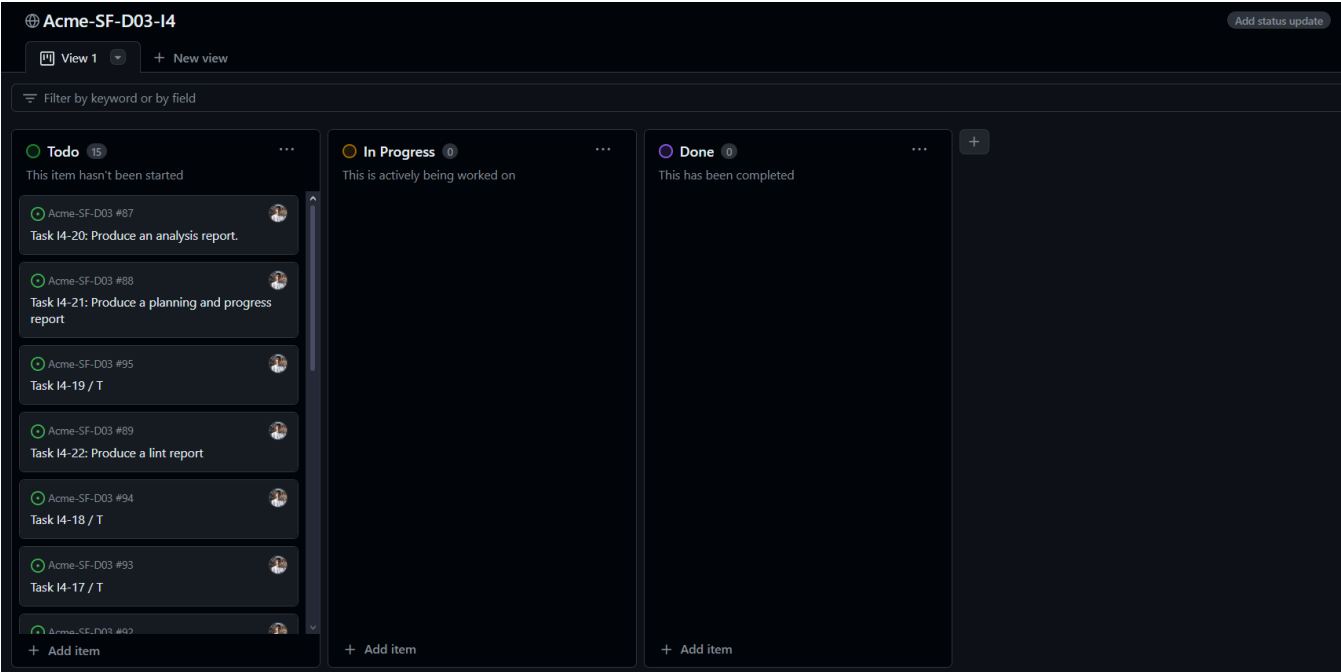 Acme-SF-D03-I4
Add status update
View 1
New view
Filter by keyword or by field
Todo 15
This item hasn't been started
Acme-SF-D03 #87
Task I4-20: Produce an analysis report.
Acme-SF-D03 #88
Task I4-21: Produce a planning and progress
report
Acme-SF-D03 #95
Task I4-19 / T
Acme-SF-D03 #89
Task I4-22: Produce a lint report
Acme-SF-D03 #94
Task I4-18 / T
Acme-SF-D03 #93
Task I4-17 / T
Acme-SF-D03 #92
+ Add item
In Progress 0
This is actively being worked on
+ Add item
Done 0
This has been completed
+ Add item